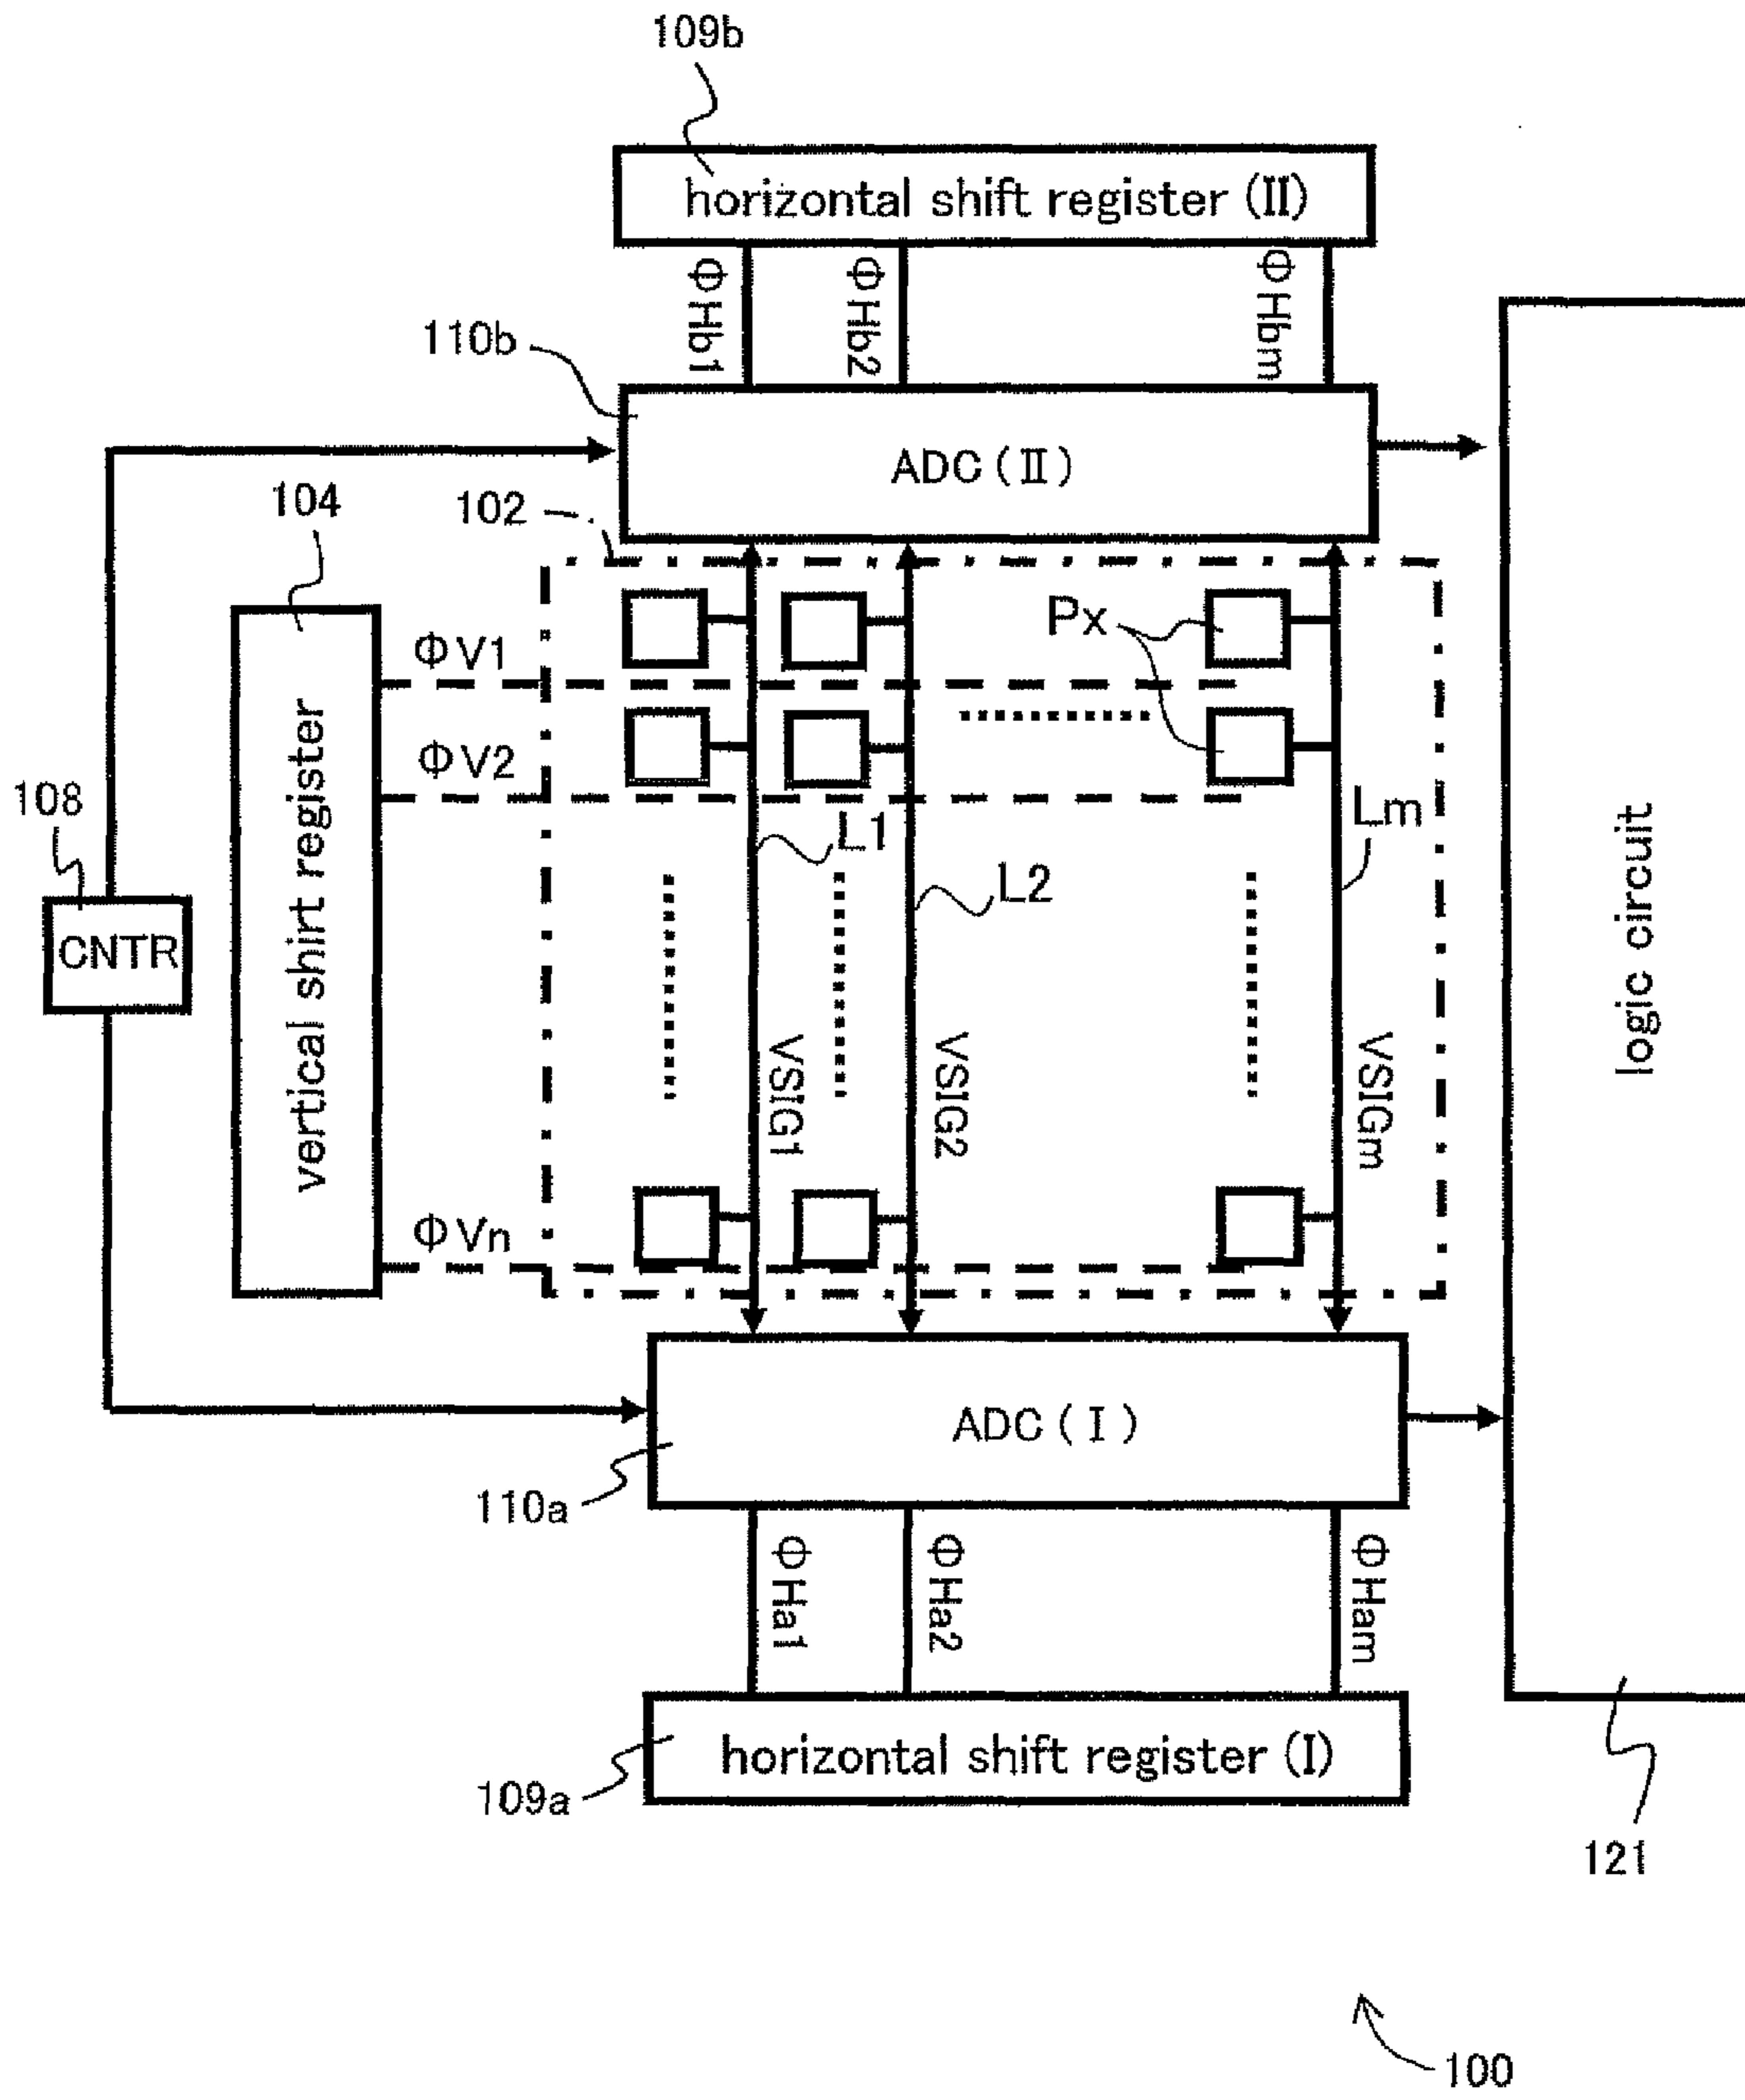 109b
horizontal shift register (II)
ΦHb1
ΦHb2
ΦHbm
110b
ADC (II)
104
102
Px
ΦV1
ΦV2
108
CNTR
vertical shirt register
L1
L2
Lm
logic circuit
VSIG1
VSIG2
VSIGm
ΦVn
ADC (I)
110a
ΦHa1
ΦHa2
ΦHam
horizontal shift register (I)
109a
121
100